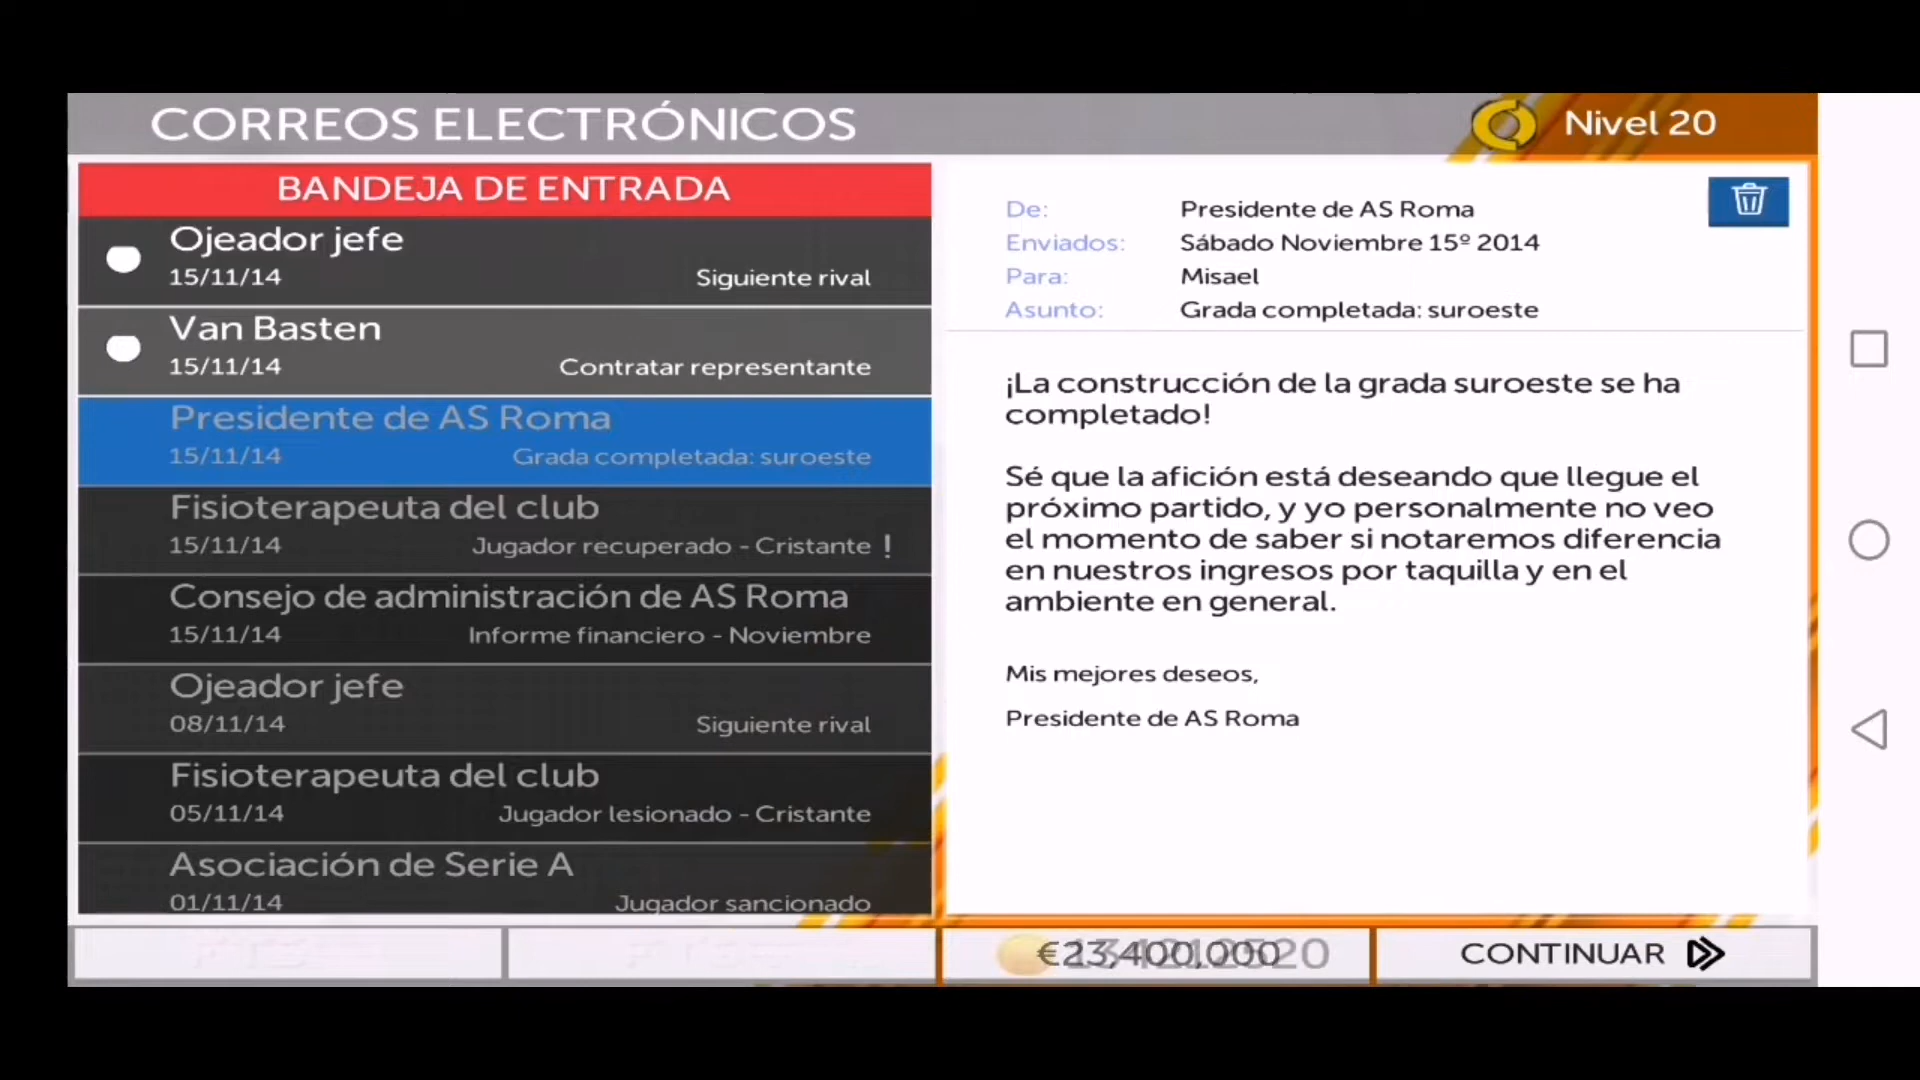 CORREOS ELECTRÓNICOS
Nivel 20
BANDEJA DE ENTRADA
Ojeador jefe
15/11/14 Siguiente rival
Van Basten
15/11/14 Contratar representante
Presidente de AS Roma
15/11/14 Grada completada: suroeste
Fisioterapeuta del club
15/11/14 Jugador recuperado - Cristante !
Consejo de administración de AS Roma
15/11/14 Informe financiero - Noviembre
Ojeador jefe
08/11/14 Siguiente rival
Fisioterapeuta del club
05/11/14 Jugador lesionado - Cristante
Asociación de Serie A
01/11/14 Jugador sancionado
De: Presidente de AS Roma
Enviados: Sábado Noviembre 15º 2014
Para: Misael
Asunto: Grada completada: suroeste
¡La construcción de la grada suroeste se ha
completado!
Sé que la afición está deseando que llegue el
próximo partido, y yo personalmente no veo
el momento de saber si notaremos diferencia
en nuestros ingresos por taquilla y en el
ambiente en general.
Mis mejores deseos,
Presidente de AS Roma
€23,400,000
CONTINUAR